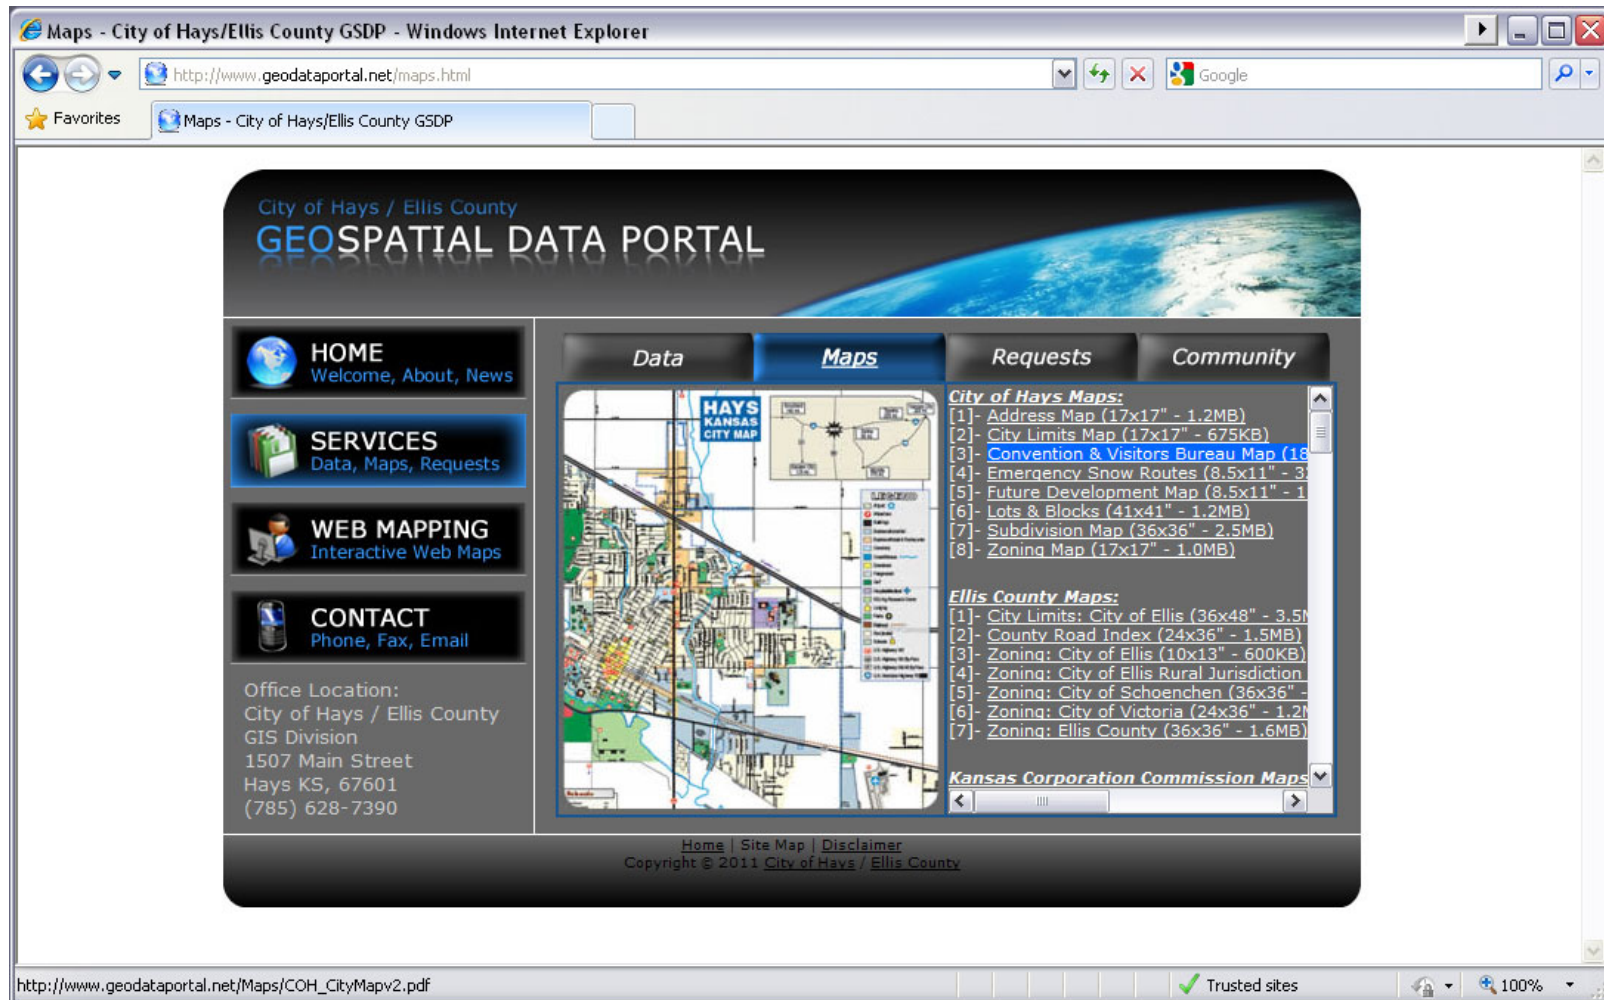 Maps - City of Hays/Ellis County GSDP - Windows Internet Explorer
http://www.geodataportal.net/maps.html
Google
Favorites
Maps - City of Hays/Ellis County GSDP
City of Hays / Ellis County
GEOSPATIAL DATA PORTAL
HOME
Welcome, About, News
SERVICES
Data, Maps, Requests
WEB MAPPING
Interactive Web Maps
CONTACT
Phone, Fax, Email
Office Location:
City of Hays / Ellis County
GIS Division
1507 Main Street
Hays KS, 67601
(785) 628-7390
Data
Maps
Requests
Community
HAYS
KANSAS
CITY MAP
LEGEND
City of Hays Maps:
[1]- Address Map (17x17" - 1.2MB)
[2]- City Limits Map (17x17" - 675KB)
[3]- Convention & Visitors Bureau Map (18
[4]- Emergency Snow Routes (8.5x11" - 3
[5]- Future Development Map (8.5x11" - 1
[6]- Lots & Blocks (41x41" - 1.2MB)
[7]- Subdivision Map (36x36" - 2.5MB)
[8]- Zoning Map (17x17" - 1.0MB)
Ellis County Maps:
[1]- City Limits: City of Ellis (36x48" - 3.5M
[2]- County Road Index (24x36" - 1.5MB)
[3]- Zoning: City of Ellis (10x13" - 600KB)
[4]- Zoning: City of Ellis Rural Jurisdiction
[5]- Zoning: City of Schoenchen (36x36" -
[6]- Zoning: City of Victoria (24x36" - 1.2M
[7]- Zoning: Ellis County (36x36" - 1.6MB)
Kansas Corporation Commission Maps
Home | Site Map | Disclaimer
Copyright © 2011 City of Hays / Ellis County
http://www.geodataportal.net/Maps/COH_CityMapv2.pdf
Trusted sites
100%